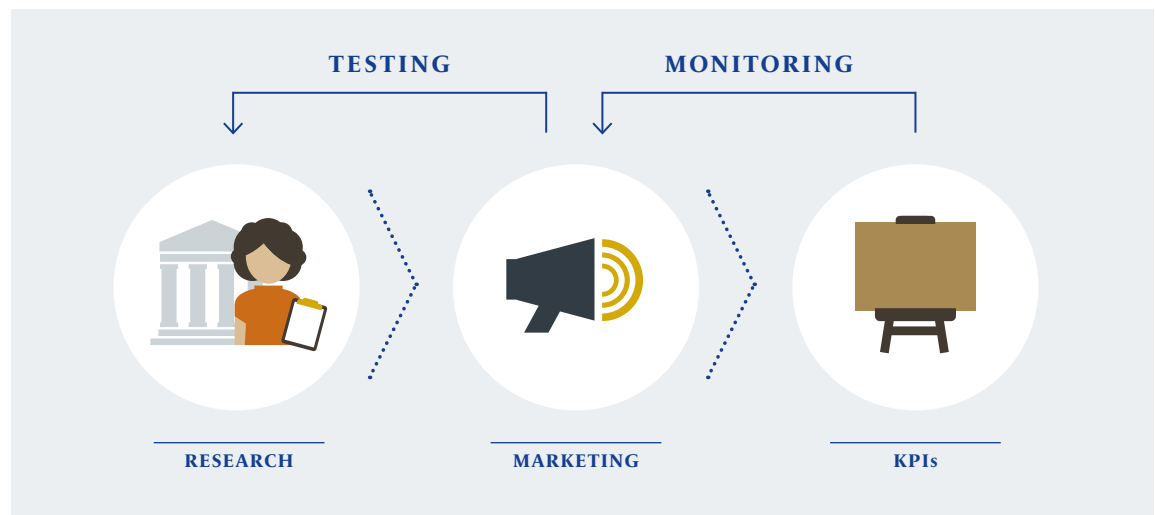 TESTING
MONITORING
RESEARCH
MARKETING
KPIs